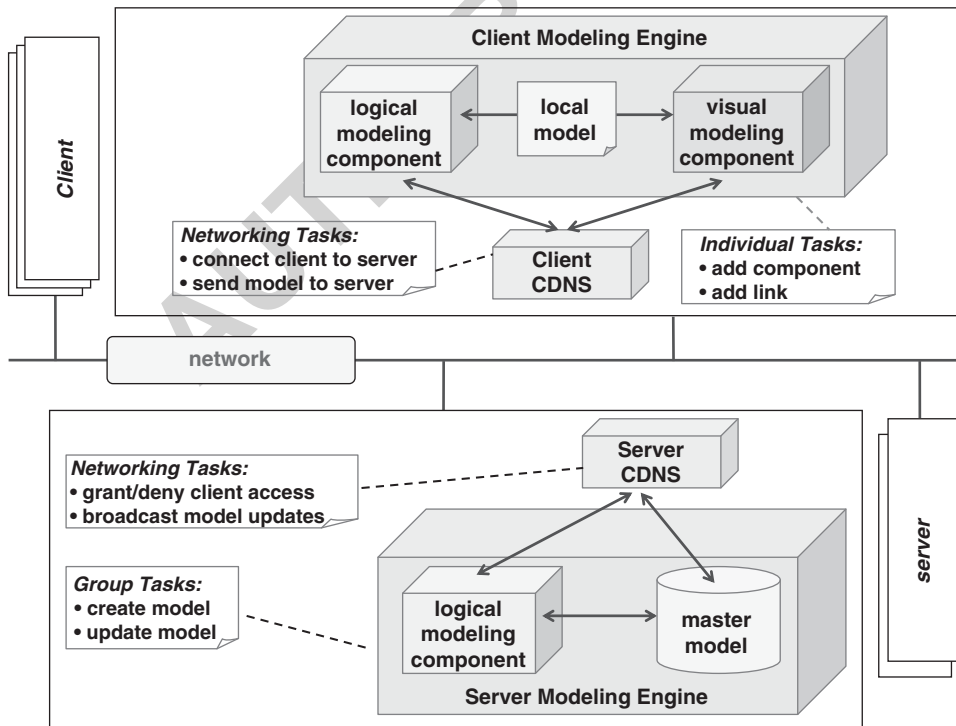 Client Modeling Engine
logical
modeling
component
local
model
visual
modeling
component
Client
Networking Tasks:
• connect client to server
• send model to server
Client
CDNS
Individual Tasks:
• add component
• add link
AUT
network
Server
CDNS
Networking Tasks:
• grant/deny client access
• broadcast model updates
server
Group Tasks:
• create model
• update model
logical
modeling
component
master
model
Server Modeling Engine